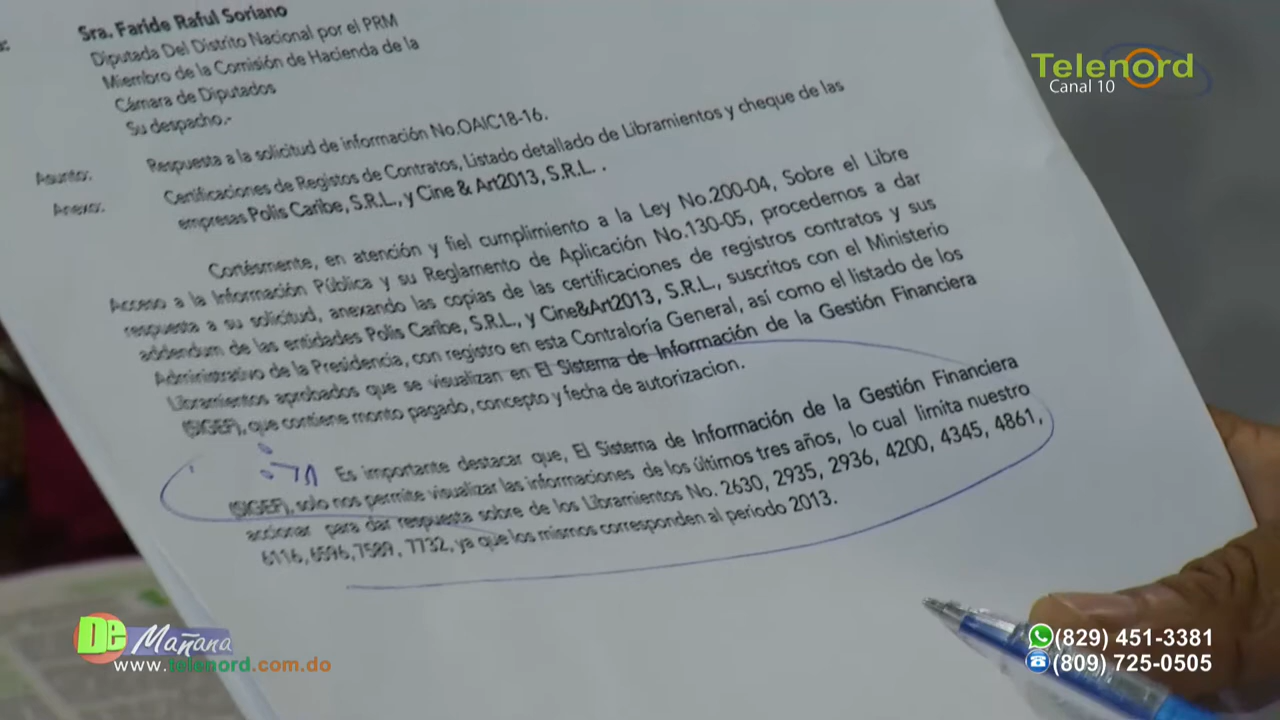 Sra. Faride Raful Soriano
Diputada Del Distrito Nacional por el PRM
Miembro de la Comisión de Hacienda de la
Cámara de Diputados
Su despacho.-
Asunto: Respuesta a la solicitud de información No.OAIC18-16.
Anexo: Certificaciones de Registos de Contratos, Listado detallado de Libramientos y cheque de las
empresas Polis Caribe, S.R.L., y Cine & Art2013, S.R.L. .
Cortésmente, en atención y fiel cumplimiento a la Ley No.200-04, Sobre el Libre
Acceso a la Información Pública y su Reglamento de Aplicación No.130-05, procedemos a dar
respuesta a su solicitud, anexando las copias de las certificaciones de registros contratos y sus
addendum de las entidades Polis Caribe, S.R.L., y Cine&Art2013, S.R.L., suscritos con el Ministerio
Administrativo de la Presidencia, con registro en esta Contraloría General, así como el listado de los
Libramientos aprobados que se visualizan en El Sistema de Información de la Gestión Financiera
(SIGEF), que contiene monto pagado, concepto y fecha de autorizacion.
Es importante destacar que, El Sistema de Información de la Gestión Financiera
(SIGEF), solo nos permite visualizar las informaciones de los últimos tres años, lo cual limita nuestro
accionar para dar respuesta sobre de los Libramientos No. 2630, 2935, 2936, 4200, 4345, 4861,
6116, 6596, 7589, 7732, ya que los mismos corresponden al periodo 2013.
Telenord
Canal 10
De Mañana
www.telenord.com.do
(829) 451-3381
(809) 725-0505